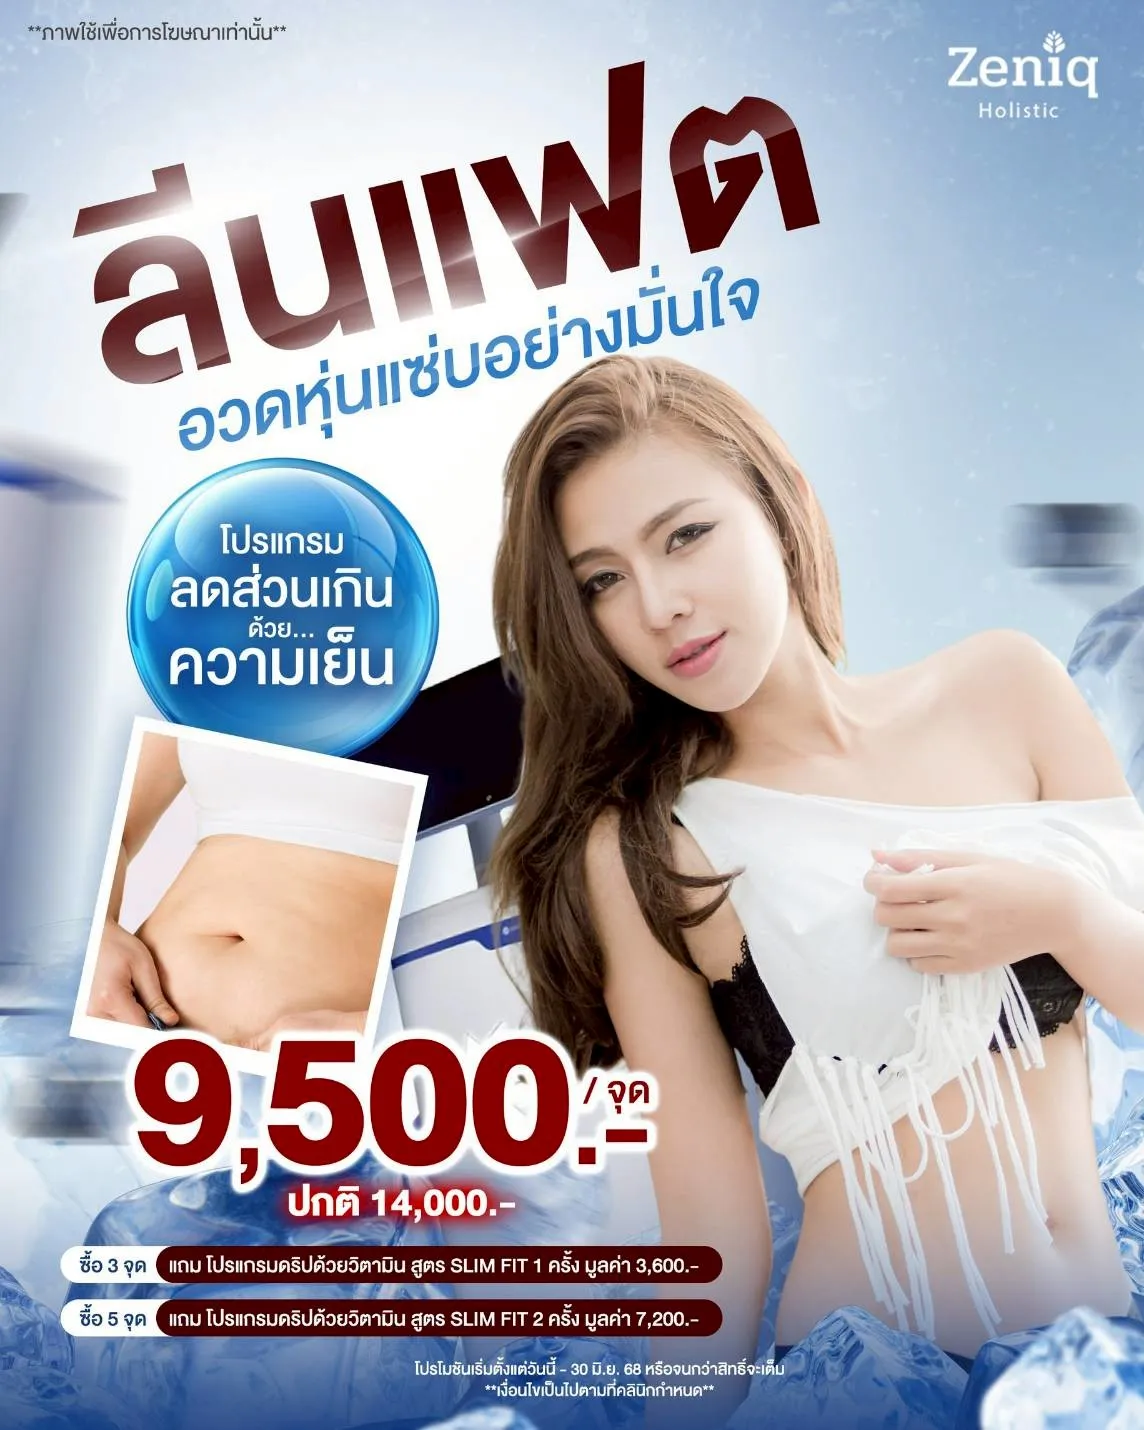 **ภาพใช้เพื่อการโฆษณาเท่านั้น**
Zeniq
Holistic
ลีนแฟต
อวดหุ่นแซ่บอย่างมั่นใจ
โปรแกรม
ลดส่วนเกิน
ด้วย...
ความเย็น
9,500.- / จุด
ปกติ 14,000.-
ซื้อ 3 จุด แถม โปรแกรมดริปด้วยวิตามิน สูตร SLIM FIT 1 ครั้ง มูลค่า 3,600.-
ซื้อ 5 จุด แถม โปรแกรมดริปด้วยวิตามิน สูตร SLIM FIT 2 ครั้ง มูลค่า 7,200.-
โปรโมชันเริ่มตั้งแต่วันนี้ - 30 มิ.ย. 68 หรือจนกว่าสิทธิ์จะเต็ม
**เงื่อนไขเป็นไปตามที่คลินิกกำหนด**